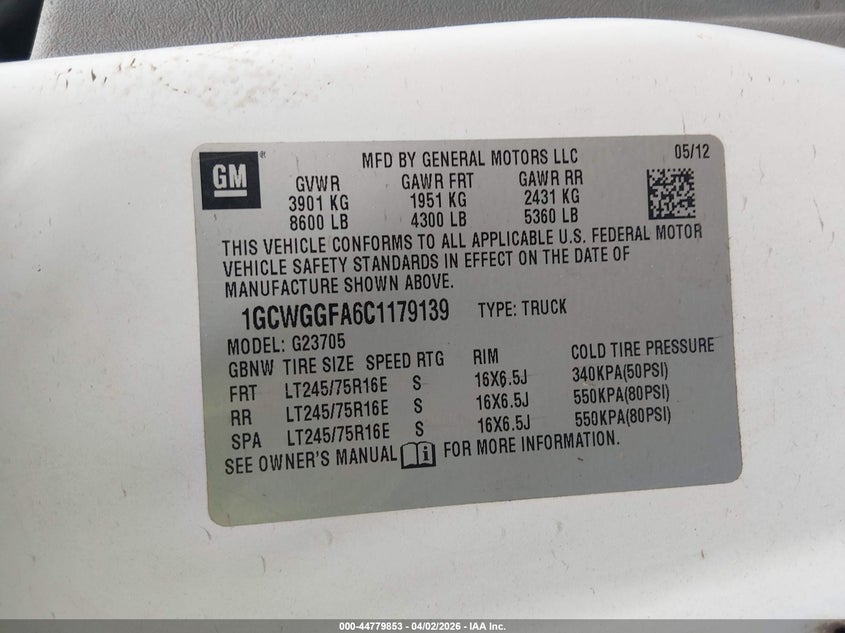 GM
MFD BY GENERAL MOTORS LLC 05/12
GVWR GAWR FRT GAWR RR
3901 KG 1951 KG 2431 KG
8600 LB 4300 LB 5360 LB
THIS VEHICLE CONFORMS TO ALL APPLICABLE U.S. FEDERAL MOTOR
VEHICLE SAFETY STANDARDS IN EFFECT ON THE DATE OF
MANUFACTURE SHOWN ABOVE.
1GCWGGFA6C1179139 TYPE: TRUCK
MODEL: G23705
GBNW TIRE SIZE SPEED RTG RIM COLD TIRE PRESSURE
FRT LT245/75R16E S 16X6.5J 340KPA(50PSI)
RR LT245/75R16E S 16X6.5J 550KPA(80PSI)
SPA LT245/75R16E S 16X6.5J 550KPA(80PSI)
SEE OWNER'S MANUAL i FOR MORE INFORMATION.
000-44779853 — 04/02/2026 — IAA Inc.